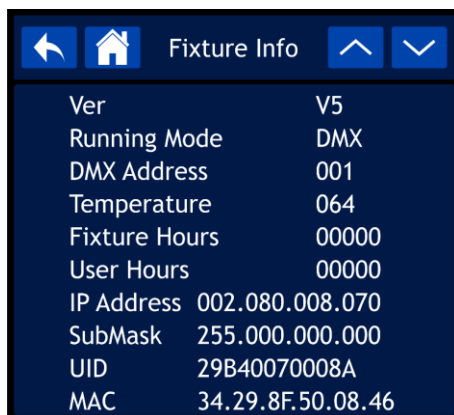 Fixture Info
Ver V5
Running Mode DMX
DMX Address 001
Temperature 064
Fixture Hours 00000
User Hours 00000
IP Address 002.080.008.070
SubMask 255.000.000.000
UID 29B40070008A
MAC 34.29.8F.50.08.46